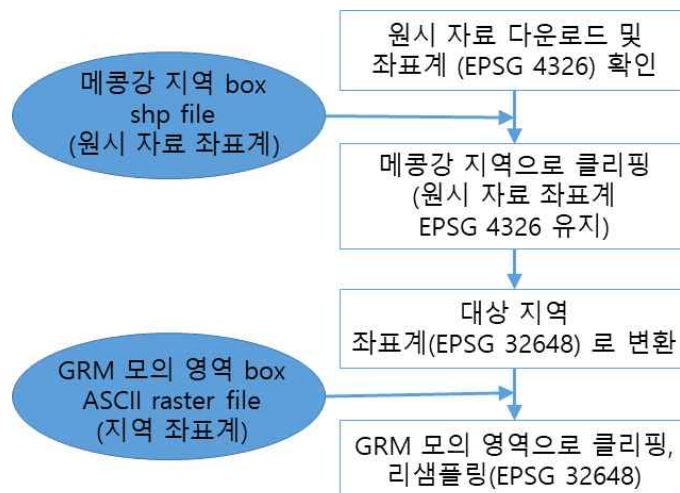 원시 자료 다운로드 및
좌표계 (EPSG 4326) 확인
메콩강 지역 box
shp file
(원시 자료 좌표계)
메콩강 지역으로 클리핑
(원시 자료 좌표계
EPSG 4326 유지)
대상 지역
좌표계(EPSG 32648) 로 변환
GRM 모의 영역 box
ASCII raster file
(지역 좌표계)
GRM 모의 영역으로 클리핑,
리샘플링(EPSG 32648)